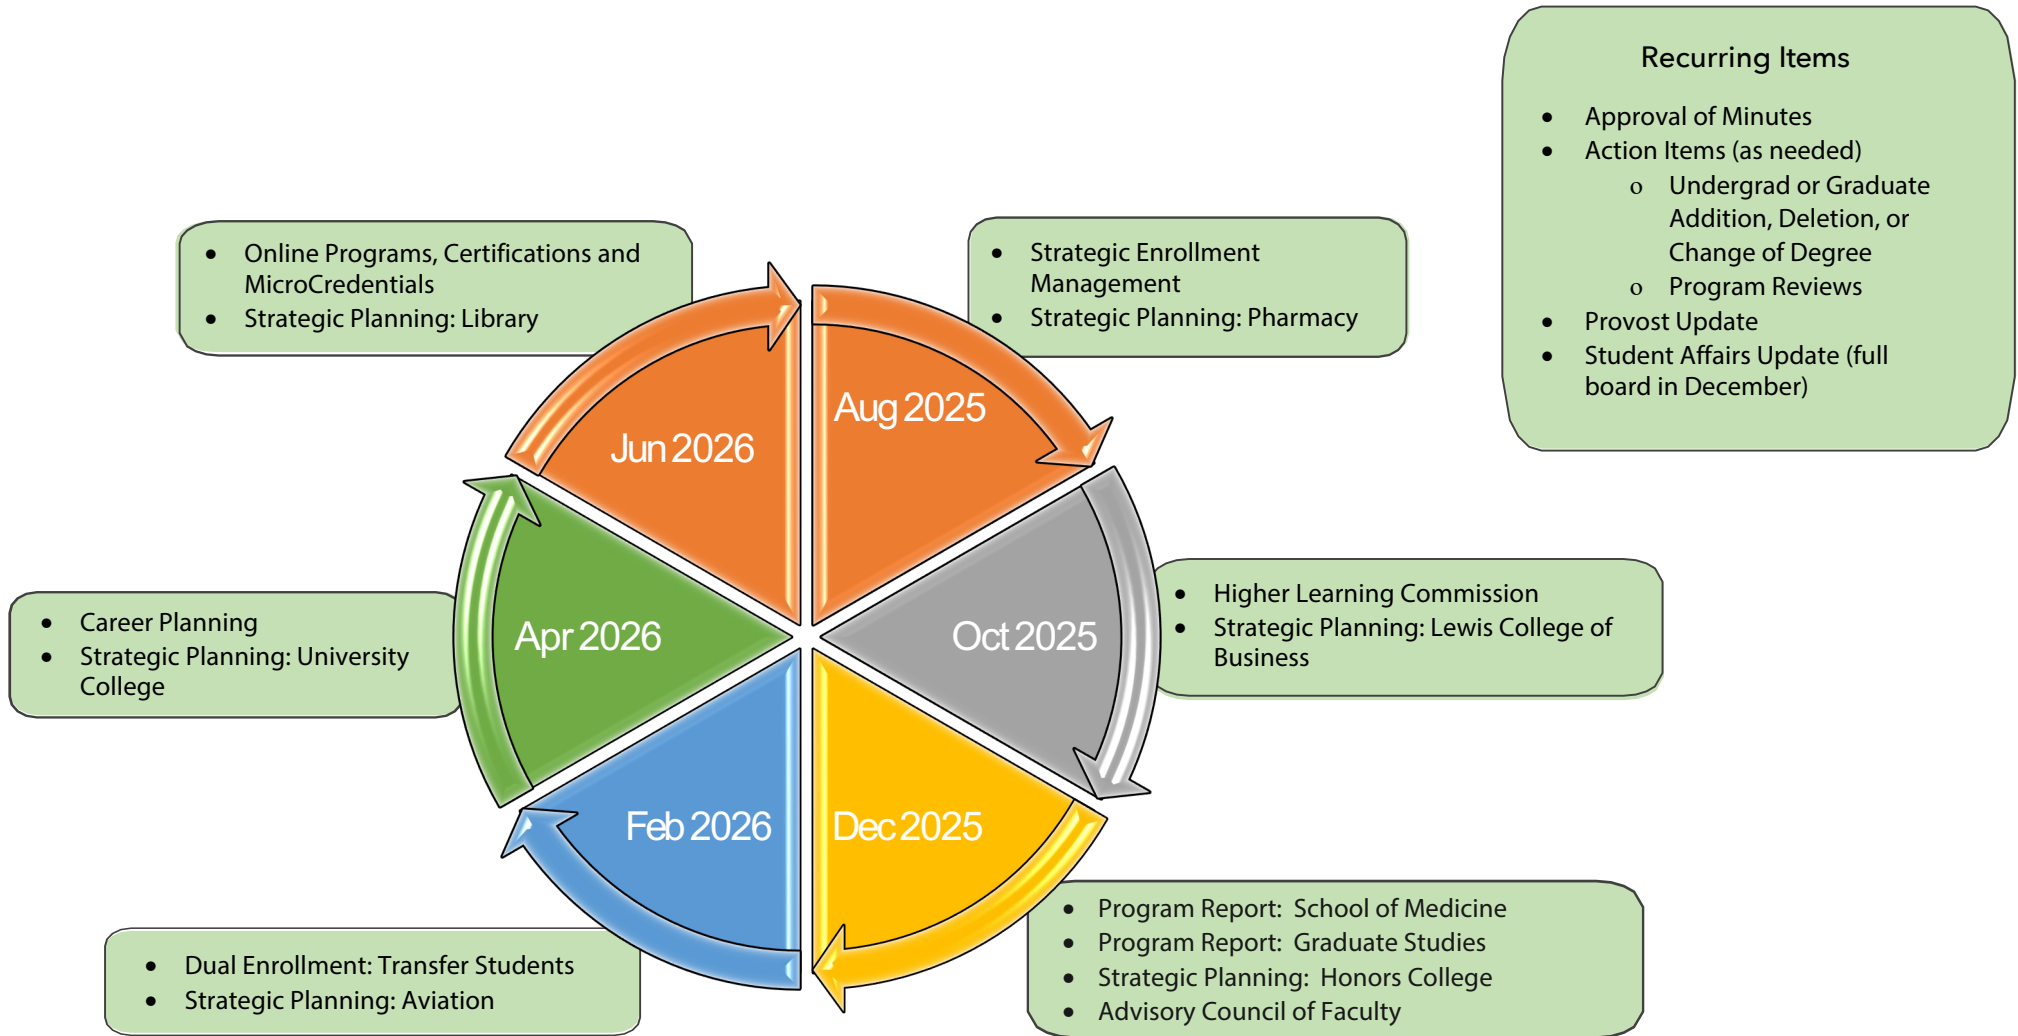 Recurring Items
• Approval of Minutes
• Action Items (as needed)
o Undergrad or Graduate
Addition, Deletion, or
Change of Degree
o Program Reviews
• Provost Update
• Student Affairs Update (full
board in December)
• Online Programs, Certifications and
MicroCredentials
• Strategic Planning: Library
• Strategic Enrollment
Management
• Strategic Planning: Pharmacy
Jun 2026
Aug 2025
• Career Planning
• Strategic Planning: University
College
Apr 2026
Oct 2025
• Higher Learning Commission
• Strategic Planning: Lewis College of
Business
Feb 2026
Dec 2025
• Dual Enrollment: Transfer Students
• Strategic Planning: Aviation
• Program Report: School of Medicine
• Program Report: Graduate Studies
• Strategic Planning: Honors College
• Advisory Council of Faculty